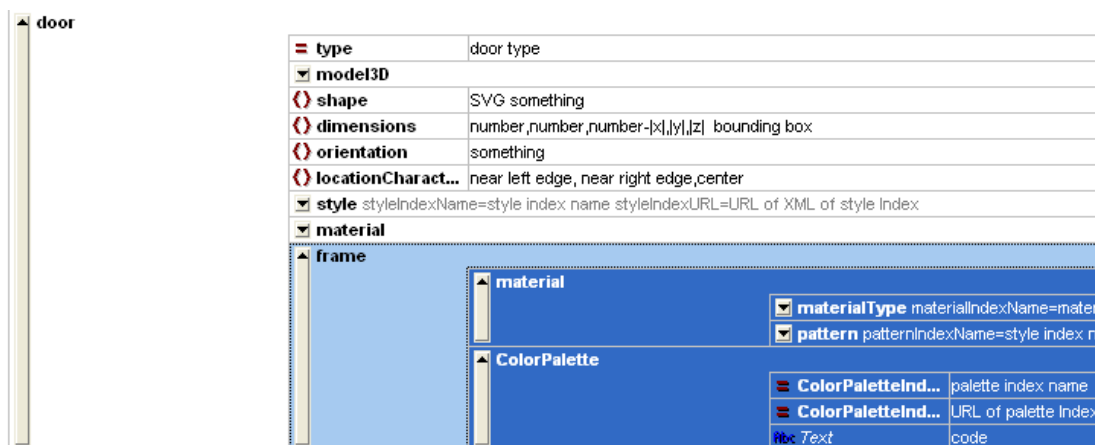 door
= type door type
model3D
shape SVG something
dimensions number,number,number-|x|,|y|,|z| bounding box
orientation something
locationCharact... near left edge, near right edge,center
style styleIndexName=style index name styleIndexURL=URL of XML of style Index
material
frame
material
materialType materialIndexName=mater
pattern patternIndexName=style index n
ColorPalette
= ColorPaletteInd... palette index name
= ColorPaletteInd... URL of palette Index
Abc Text code